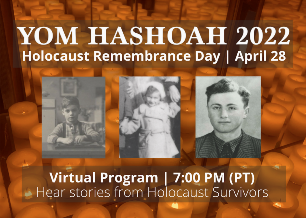 YOM HASHOAH 2022
Holocaust Remembrance Day | April 28
Virtual Program | 7:00 PM (PT)
Hear stories from Holocaust Survivors